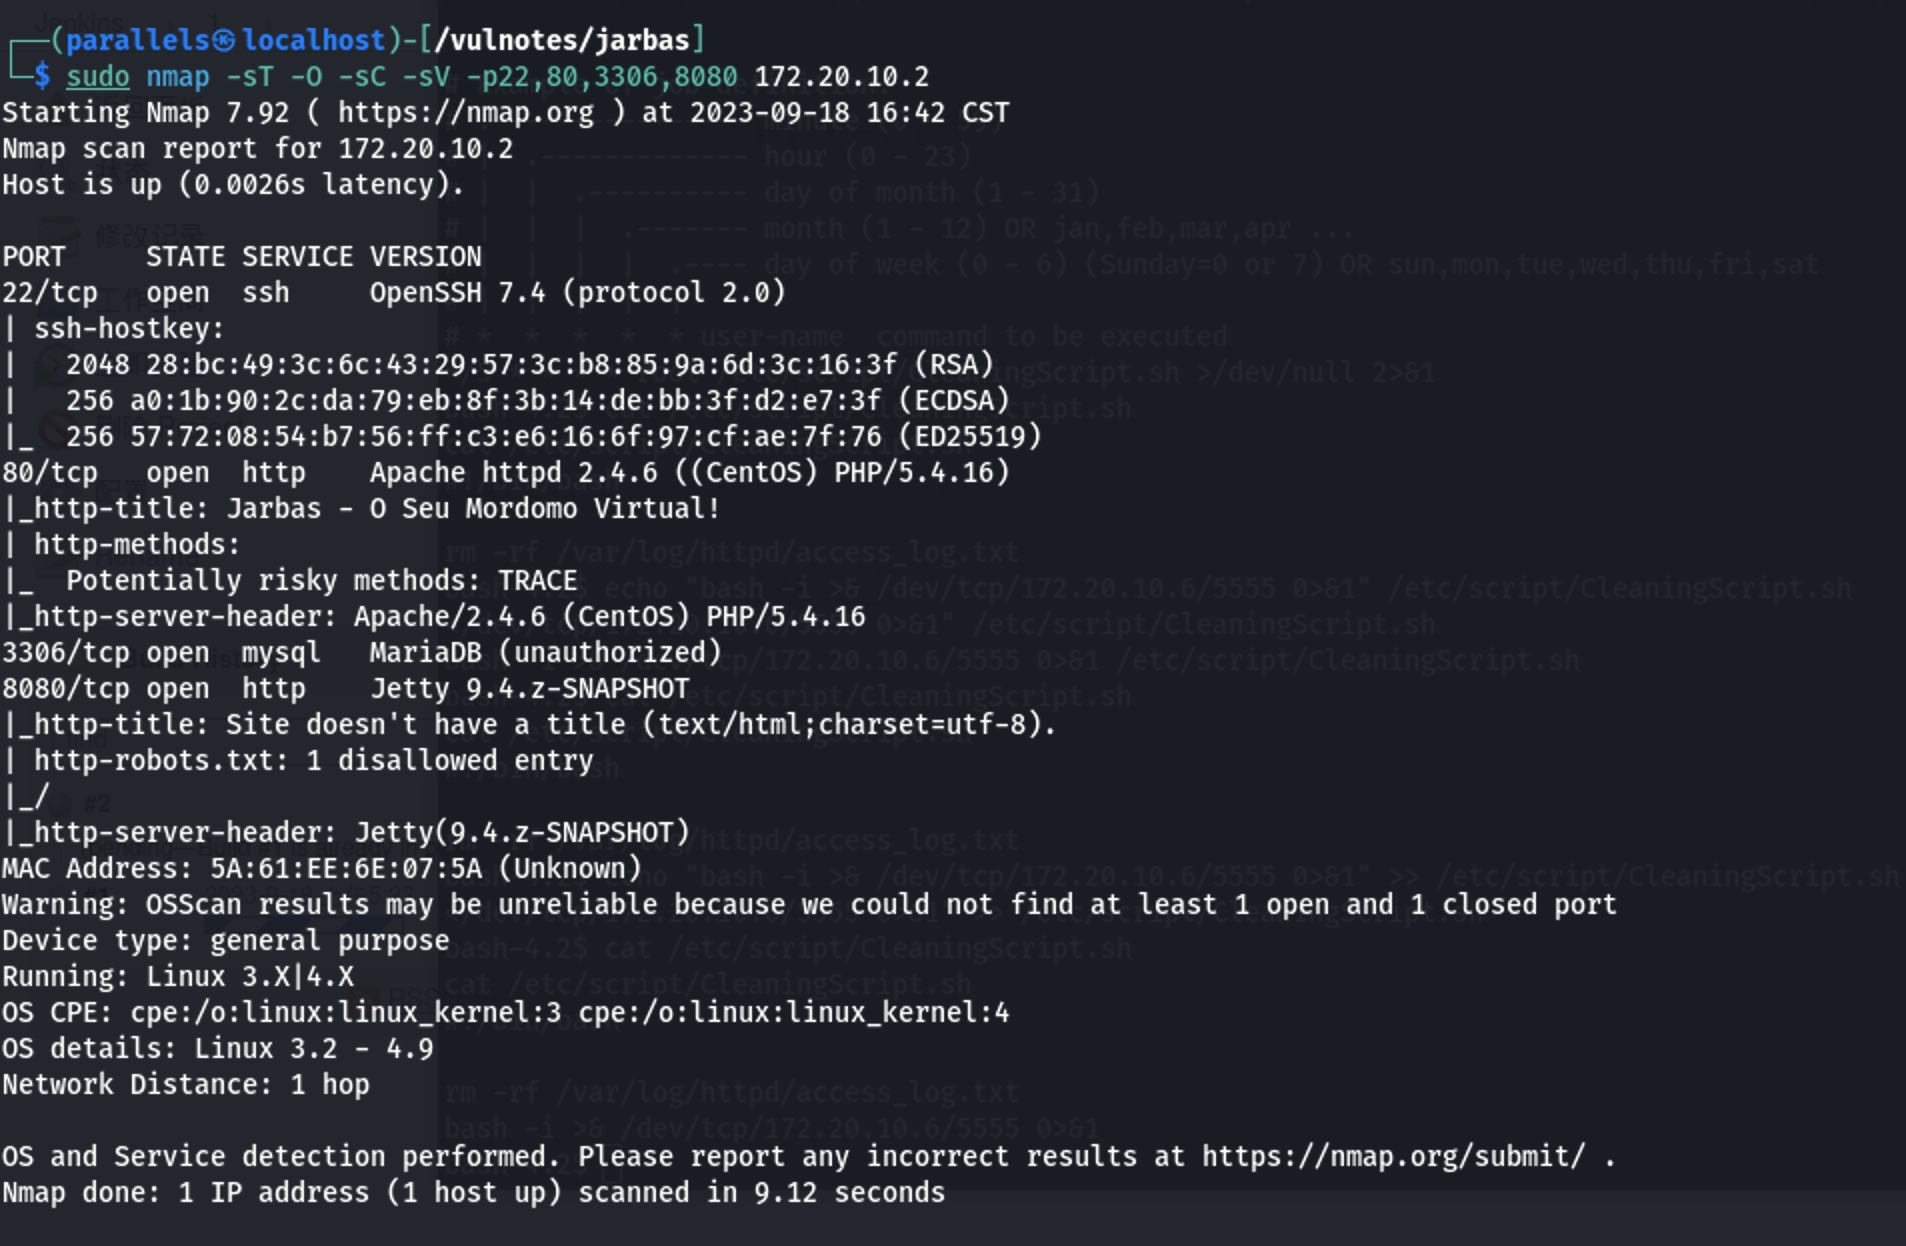 (parallels㉿localhost)-[/vulnotes/jarbas]
$ sudo nmap -sT -O -sC -sV -p22,80,3306,8080 172.20.10.2
Starting Nmap 7.92 ( https://nmap.org ) at 2023-09-18 16:42 CST
Nmap scan report for 172.20.10.2
Host is up (0.0026s latency).
PORT     STATE SERVICE VERSION
22/tcp   open  ssh     OpenSSH 7.4 (protocol 2.0)
| ssh-hostkey:
|   2048 28:bc:49:3c:6c:43:29:57:3c:b8:85:9a:6d:3c:16:3f (RSA)
|   256 a0:1b:90:2c:da:79:eb:8f:3b:14:de:bb:3f:d2:e7:3f (ECDSA)
|_  256 57:72:08:54:b7:56:ff:c3:e6:16:6f:97:cf:ae:7f:76 (ED25519)
80/tcp   open  http    Apache httpd 2.4.6 ((CentOS) PHP/5.4.16)
|_http-title: Jarbas - O Seu Mordomo Virtual!
| http-methods:
|_  Potentially risky methods: TRACE
|_http-server-header: Apache/2.4.6 (CentOS) PHP/5.4.16
3306/tcp open  mysql   MariaDB (unauthorized)
8080/tcp open  http    Jetty 9.4.z-SNAPSHOT
|_http-title: Site doesn't have a title (text/html;charset=utf-8).
| http-robots.txt: 1 disallowed entry
|_/
|_http-server-header: Jetty(9.4.z-SNAPSHOT)
MAC Address: 5A:61:EE:6E:07:5A (Unknown)
Warning: OSScan results may be unreliable because we could not find at least 1 open and 1 closed port
Device type: general purpose
Running: Linux 3.X|4.X
OS CPE: cpe:/o:linux:linux_kernel:3 cpe:/o:linux:linux_kernel:4
OS details: Linux 3.2 - 4.9
Network Distance: 1 hop
OS and Service detection performed. Please report any incorrect results at https://nmap.org/submit/ .
Nmap done: 1 IP address (1 host up) scanned in 9.12 seconds